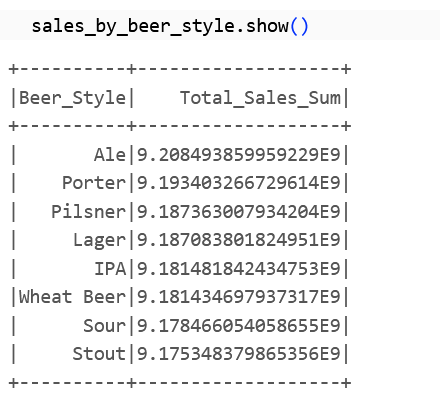 sales_by_beer_style.show()
+----------+-------------------+
|Beer_Style|    Total_Sales_Sum|
+----------+-------------------+
|       Ale|9.208493859959229E9|
|    Porter|9.193403266729614E9|
|   Pilsner|9.187363007934204E9|
|     Lager|9.187083801824951E9|
|       IPA|9.181481842434753E9|
|Wheat Beer|9.181434697937317E9|
|      Sour|9.178466054058655E9|
|     Stout|9.175348379865356E9|
+----------+-------------------+